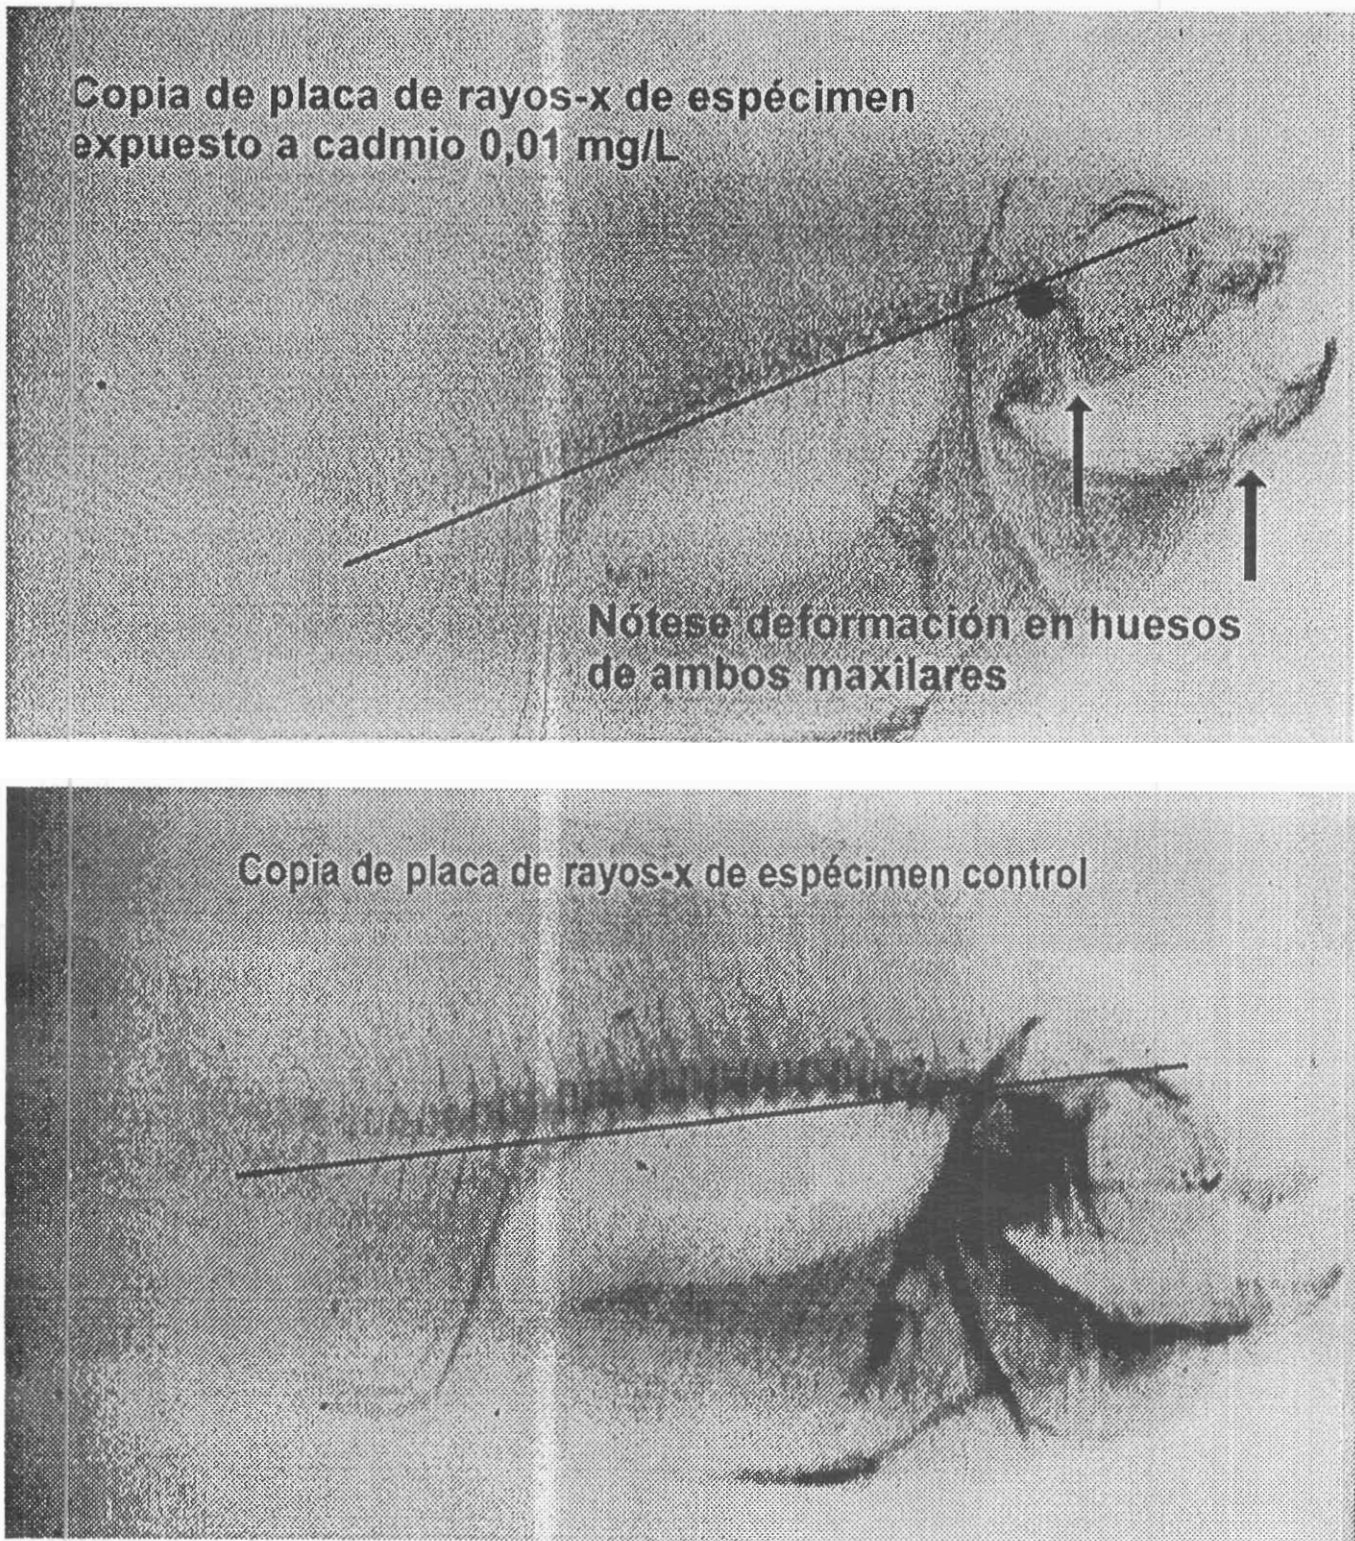 Copia de placa de rayos-x de espécimen
expuesto a cadmio 0,01 mg/L
Nótese deformación en huesos
de ambos maxilares
Copia de placa de rayos-x de espécimen control